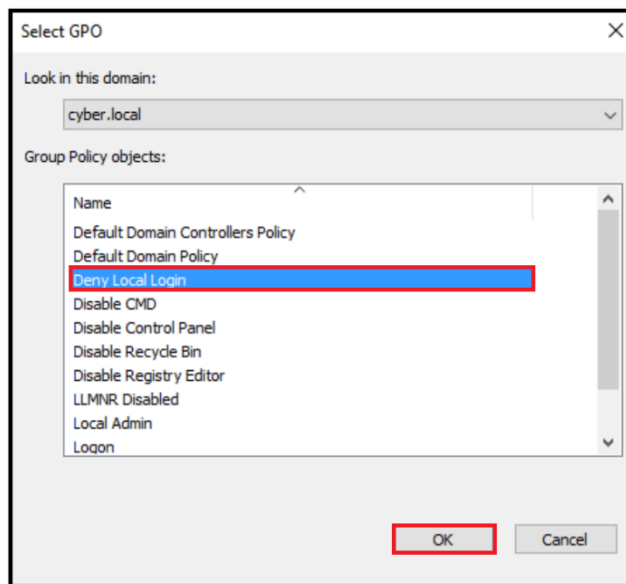 Select GPO
Look in this domain:
cyber.local
Group Policy objects:
Name
Default Domain Controllers Policy
Default Domain Policy
Deny Local Login
Disable CMD
Disable Control Panel
Disable Recycle Bin
Disable Registry Editor
LLMNR Disabled
Local Admin
Logon
OK Cancel